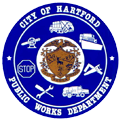 CITY OF HARTFORD
STOP
PUBLIC WORKS DEPARTMENT